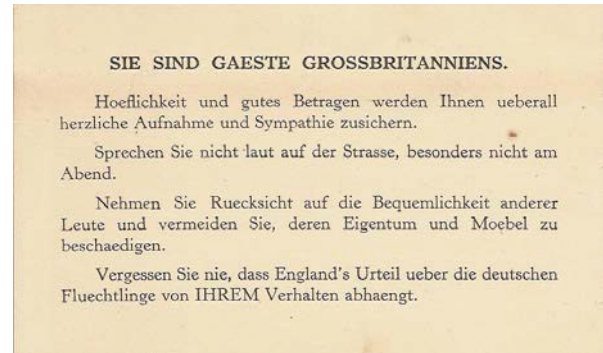 SIE SIND GAESTE GROSSBRITANNIENS.
Hoeflichkeit und gutes Betragen werden Ihnen ueberall
herzliche Aufnahme und Sympathie zusichern.
Sprechen Sie nicht laut auf der Strasse, besonders nicht am
Abend.
Nehmen Sie Ruecksicht auf die Bequemlichkeit anderer
Leute und vermeiden Sie, deren Eigentum und Moebel zu
beschaedigen.
Vergessen Sie nie, dass England's Urteil ueber die deutschen
Fluechtlinge von IHREM Verhalten abhaengt.